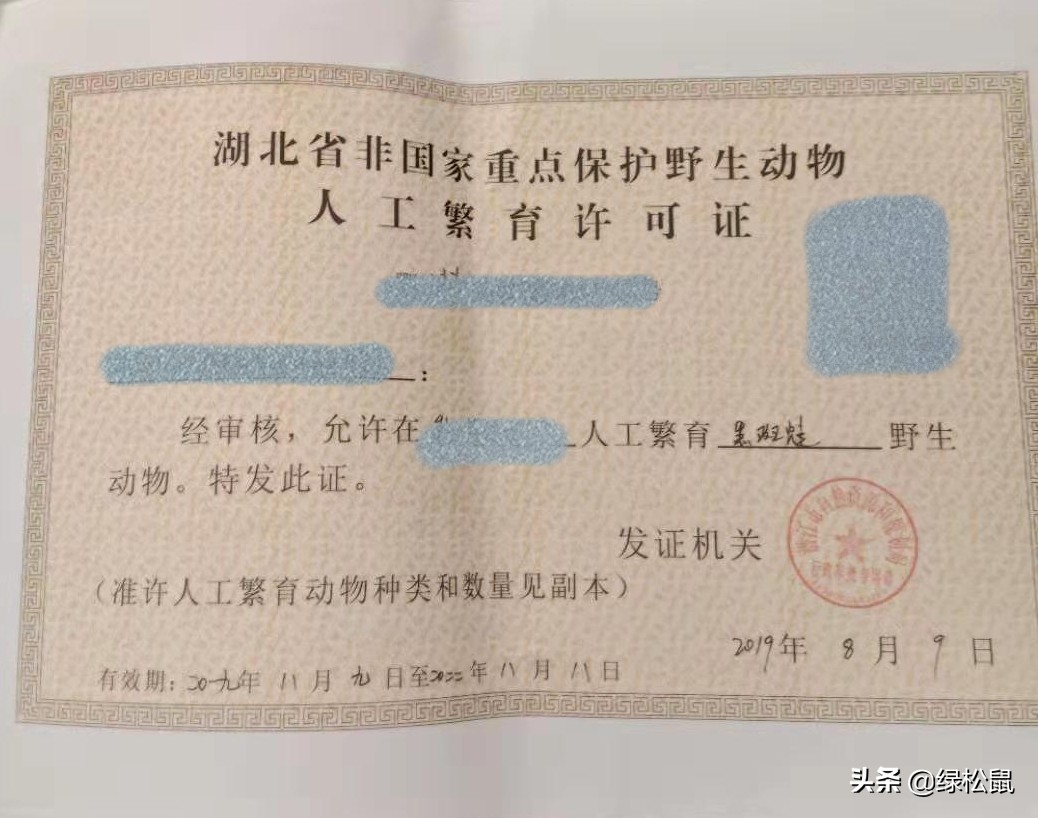 湖北省非国家重点保护野生动物
人工繁育许可证
：
经审核，允许在 人工繁育黑斑蛙野生
动物。特发此证。
发证机关
（准许人工繁育动物种类和数量见副本）
2019年 8月 9日
有效期：二0一九年 八月 九日至二0二二年 八月 八日
头条 @绿松鼠